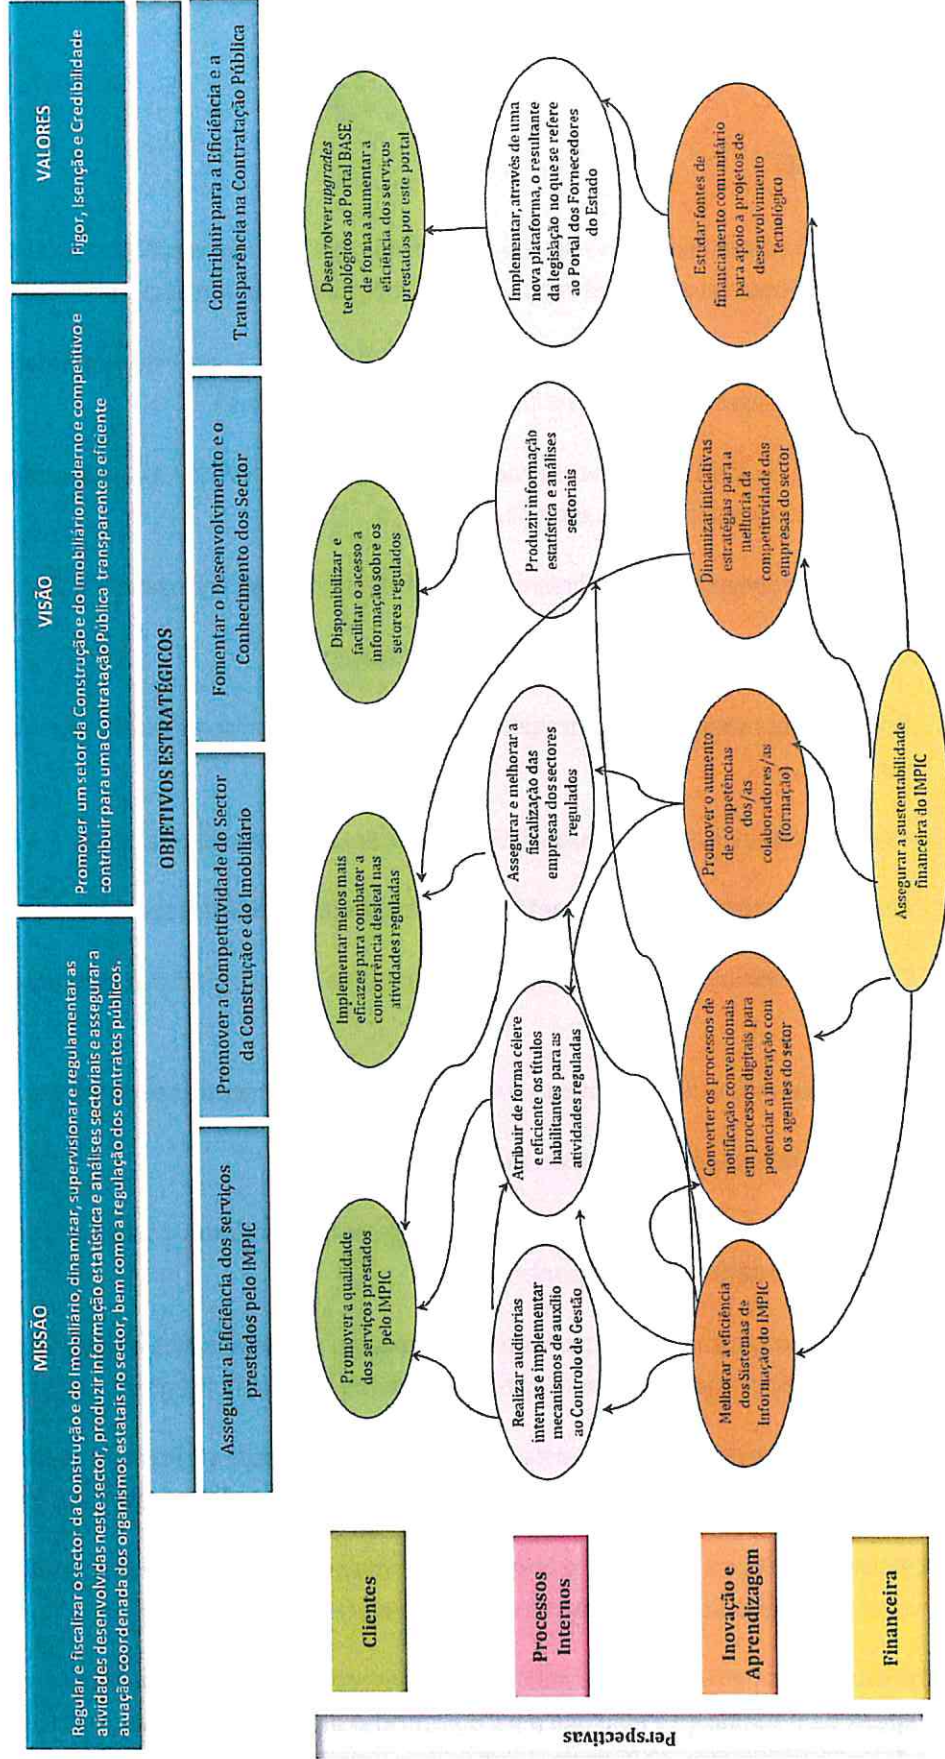 MISSÃO
Regular e fiscalizar o sector da Construção e do Imobiliário, dinamizar, supervisionar e regulamentar as
atividades desenvolvidas neste sector, produzir informação estatística e análises sectoriais e assegurar a
atuação coordenada dos organismos estatais no sector, bem como a regulação dos contratos públicos.
VISÃO
Promover um setor da Construção e do Imobiliário moderno e competitivo e
contribuir para uma Contratação Pública transparente e eficiente
VALORES
Figor, Isenção e Credibilidade
OBJETIVOS ESTRATÉGICOS
Assegurar a Eficiência dos serviços
prestados pelo IMPIC
Promover a Competitividade do Sector
da Construção e do Imobiliário
Fomentar o Desenvolvimento e o
Conhecimento dos Sector
Contribuir para a Eficiência e a
Transparência na Contratação Pública
Perspectivas
Clientes
Promover a qualidade
dos serviços prestados
pelo IMPIC
Implementar meios mais
eficazes para combater a
concorrência desleal nas
atividades reguladas
Disponibilizar e
facilitar o acesso a
informação sobre os
setores regulados
Desenvolver upgrades
tecnológios ao Portal BASE,
de forma a aumentar a
eficiência dos serviços
prestados por este portal
Processos
Internos
Realizar auditorias
internas e implementar
mecanismos de auxílio
ao Controlo de Gestão
Atribuir de forma célere
e eficiente os títulos
habilitantes para as
atividades reguladas
Assegurar e melhorar a
fiscalização das
empresas dos sectores
regulados
Produzir informação
estatística e análises
sectoriais
Implementar, através de uma
nova plataforma, o resultante
da legislação no que se refere
ao Portal dos Fornecedores
do Estado
Inovação e
Aprendizagem
Melhorar a eficiência
dos Sistemas de
Informação do IMPIC
Converter os processos de
notificação convencionais
em processos digitais para
potenciar a interação com
os agentes do setor
Promover o aumento
de competências
dos/as
colaboradores/as
(formação)
Dinamizar iniciativas
estratégias para a
melhoria da
competitividade das
empresas do sector
Estudar fontes de
financiamento comunitário
para apoio a projetos de
desenvolvimento
tecnológico
Financeira
Assegurar a sustentabilidade
financeira do IMPIC